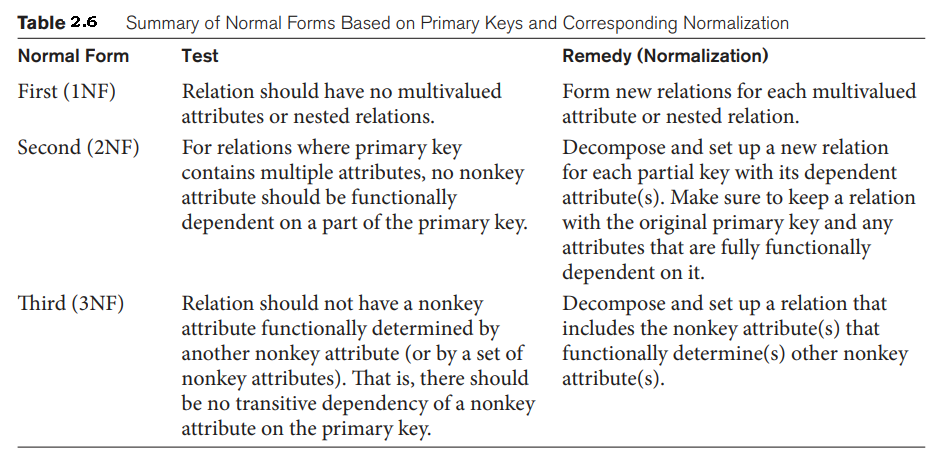 Table 2.6 Summary of Normal Forms Based on Primary Keys and Corresponding Normalization
Normal Form Test Remedy (Normalization)
First (1NF) Relation should have no multivalued Form new relations for each multivalued
attributes or nested relations. attribute or nested relation.
Second (2NF) For relations where primary key Decompose and set up a new relation
contains multiple attributes, no nonkey for each partial key with its dependent
attribute should be functionally attribute(s). Make sure to keep a relation
dependent on a part of the primary key. with the original primary key and any
attributes that are fully functionally
dependent on it.
Third (3NF) Relation should not have a nonkey Decompose and set up a relation that
attribute functionally determined by includes the nonkey attribute(s) that
another nonkey attribute (or by a set of functionally determine(s) other nonkey
nonkey attributes). That is, there should attribute(s).
be no transitive dependency of a nonkey
attribute on the primary key.